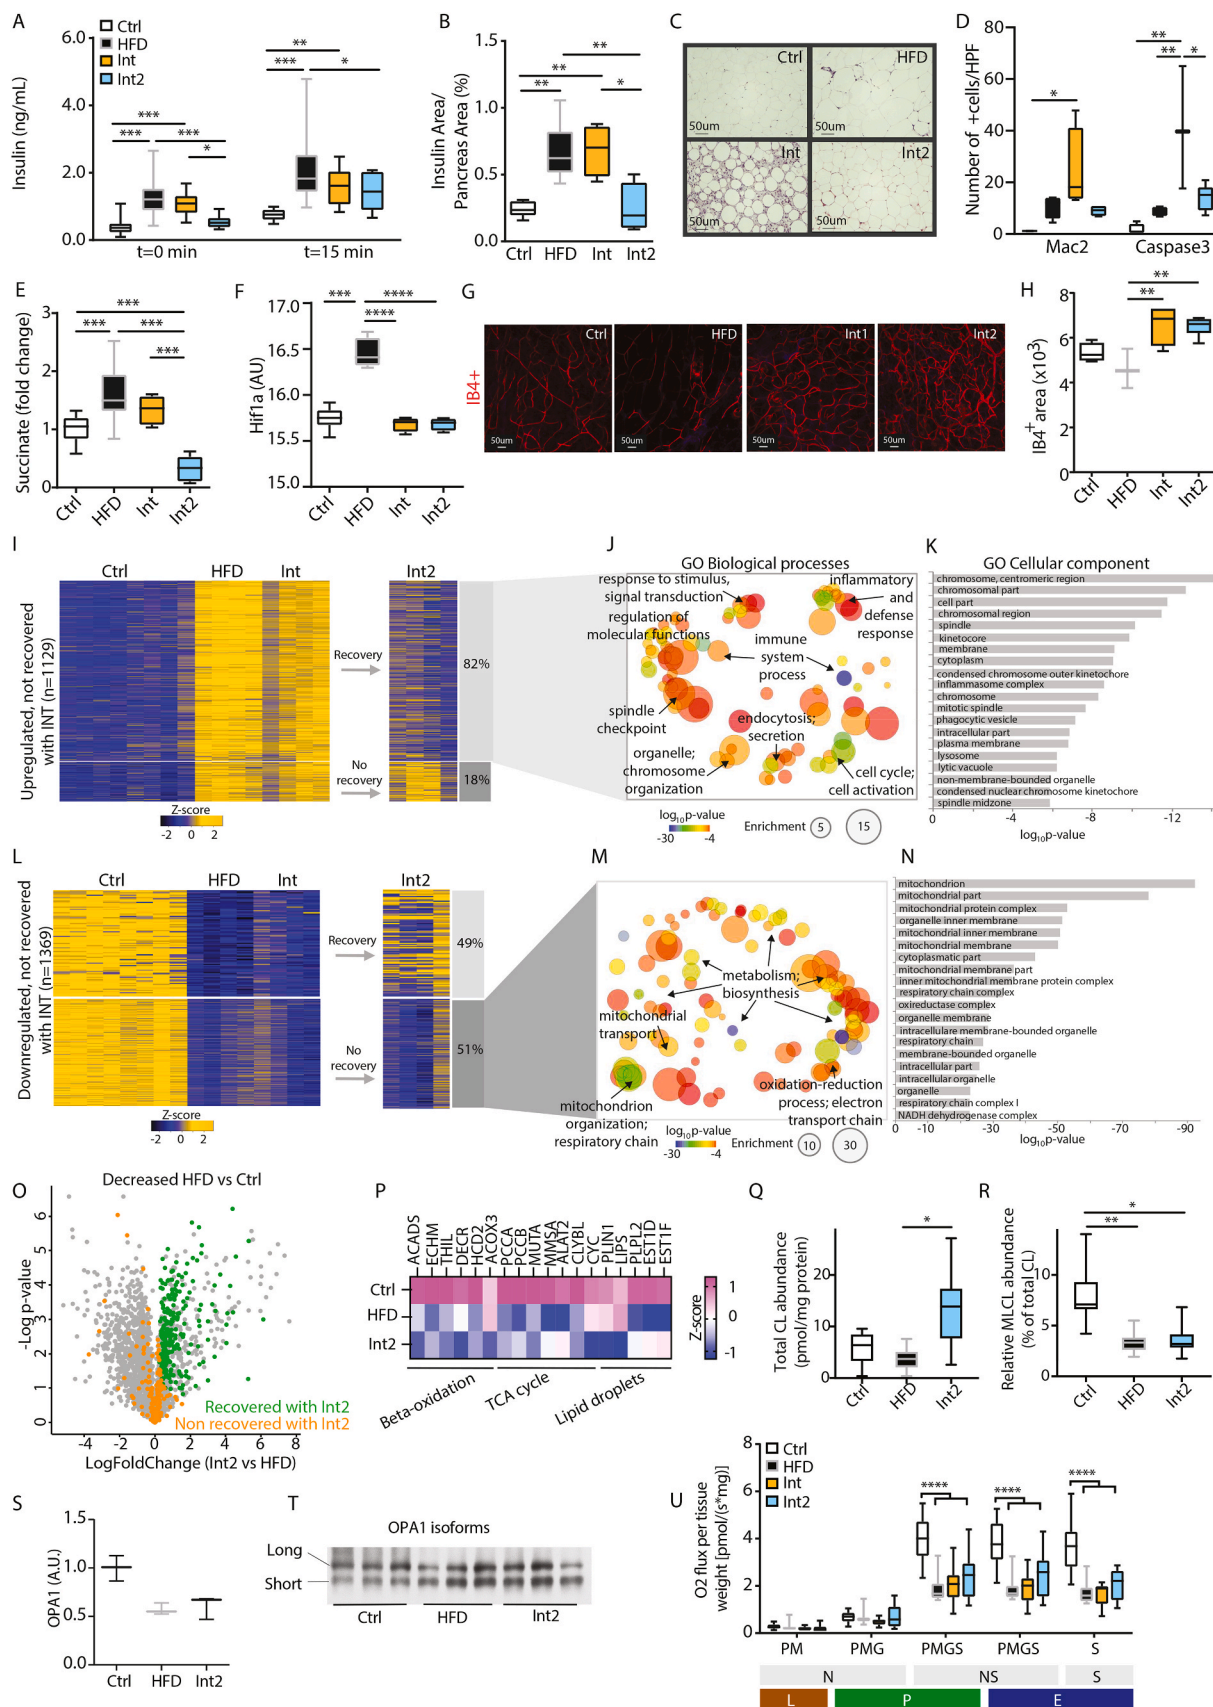 A
Ctrl
HFD
Int
Int2
Insulin (ng/mL)
6.0
4.0
2.0
0.0
***
***
***
*
**
***
*
t=0 min
t=15 min
B
Insulin Area/
Pancreas Area (%)
1.5
1.0
0.5
0.0
**
**
**
*
Ctrl
HFD
Int
Int2
C
Ctrl
HFD
50um
50um
Int
Int2
50um
50um
D
Number of +cells/HPF
80
60
40
20
0
*
**
**
*
Mac2
Caspase3
E
Succinate (fold change)
3
2
1
0
***
***
***
***
Ctrl
HFD
Int
Int2
F
Hif1a (AU)
17.0
16.5
16.0
15.5
15.0
***
****
****
Ctrl
HFD
Int
Int2
G
IB4+
Ctrl
HFD
Int1
Int2
50um
50um
50um
50um
H
IB4+ area (x103)
8
6
4
2
0
**
**
Ctrl
HFD
Int
Int2
I
Upregulated, not recovered
with INT (n=1129)
Ctrl
HFD
Int
Int2
Recovery
No
recovery
82%
18%
Z-score
-2
0
2
J
GO Biological processes
response to stimulus,
signal transduction
inflammatory
and
defense
response
regulation of
molecular functions
immune
system
process
spindle
checkpoint
endocytosis;
secretion
organelle;
chromosome
organization
cell cycle;
cell activation
log10p-value
-30
-4
Enrichment
5
15
K
GO Cellular component
chromosome, centromeric region
chromosomal part
cell part
chromosomal region
spindle
kinetocore
membrane
cytoplasm
condensed chromosome outer kinetochore
inflammasome complex
chromosome
mitotic spindle
phagocytic vesicle
intracellular part
plasma membrane
lysosome
lytic vacuole
non-membrane-bounded organelle
condensed nuclear chromosome kinetochore
spindle midzone
0
-4
-8
-12
log10p-value
L
Downregulated, not recovered
with INT (n=1369)
Ctrl
HFD
Int
Int2
Recovery
No
recovery
49%
51%
Z-score
-2
0
2
M
metabolism;
biosynthesis
mitochondrial
transport
mitochondrion
organization;
respiratory chain
oxidation-reduction
process; electron
transport chain
log10p-value
-30
-4
Enrichment
10
30
N
mitochondrion
mitochondrial part
mitochondrial protein complex
organelle inner membrane
mitochondrial inner membrane
mitochondrial membrane
cytoplasmatic part
mitochondrial membrane part
inner mitochondrial membrane protein complex
respiratory chain complex
oxireductase complex
organelle membrane
intracellulare membrane-bounded organelle
respiratory chain
membrane-bounded organelle
intracellular part
intracellular organelle
organelle
respiratory chain complex I
NADH dehydrogenase complex
0
-10
-30
-50
-70
-90
log10p-value
O
Decreased HFD vs Ctrl
-Log p-value
6
5
4
3
2
1
0
Recovered with Int2
Non recovered with Int2
-4
-2
0
2
4
6
8
LogFoldChange (Int2 vs HFD)
P
ACADS
ECHM
THIL
DECR
HCD2
ACOX3
PCCA
PCCB
MUTA
MMSA
ALAT2
CLYBL
CYC
PLIN1
LIPS
PLPL2
EST1D
EST1F
Ctrl
HFD
Int2
1
0
-1
Z-score
Beta-oxidation
TCA cycle
Lipid droplets
Q
Total CL abundance
(pmol/mg protein)
20
10
0
*
Ctrl
HFD
Int2
R
Relative MLCL abundance
(% of total CL)
10
5
0
*
**
Ctrl
HFD
Int2
S
OPA1 (A.U.)
1.5
1.0
0.5
0.0
Ctrl
HFD
Int2
T
OPA1 isoforms
Long
Short
Ctrl
HFD
Int2
U
Ctrl
HFD
Int
Int2
O2 flux per tissue
weight [pmol/(s*mg)]
8
6
4
2
0
****
****
****
PM
PMG
PMGS
PMGS
S
N
NS
S
L
P
E